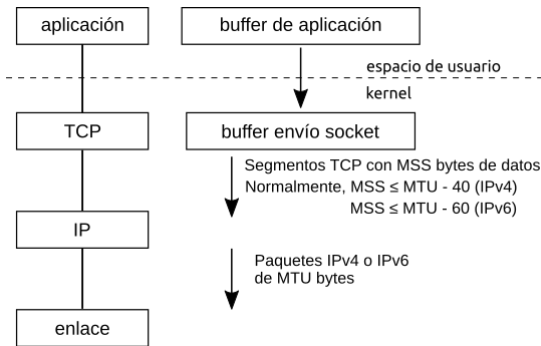 aplicación
buffer de aplicación
espacio de usuario
kernel
TCP
buffer envío socket
Segmentos TCP con MSS bytes de datos
Normalmente, MSS ≤ MTU - 40 (IPv4)
MSS ≤ MTU - 60 (IPv6)
IP
Paquetes IPv4 o IPv6
de MTU bytes
enlace